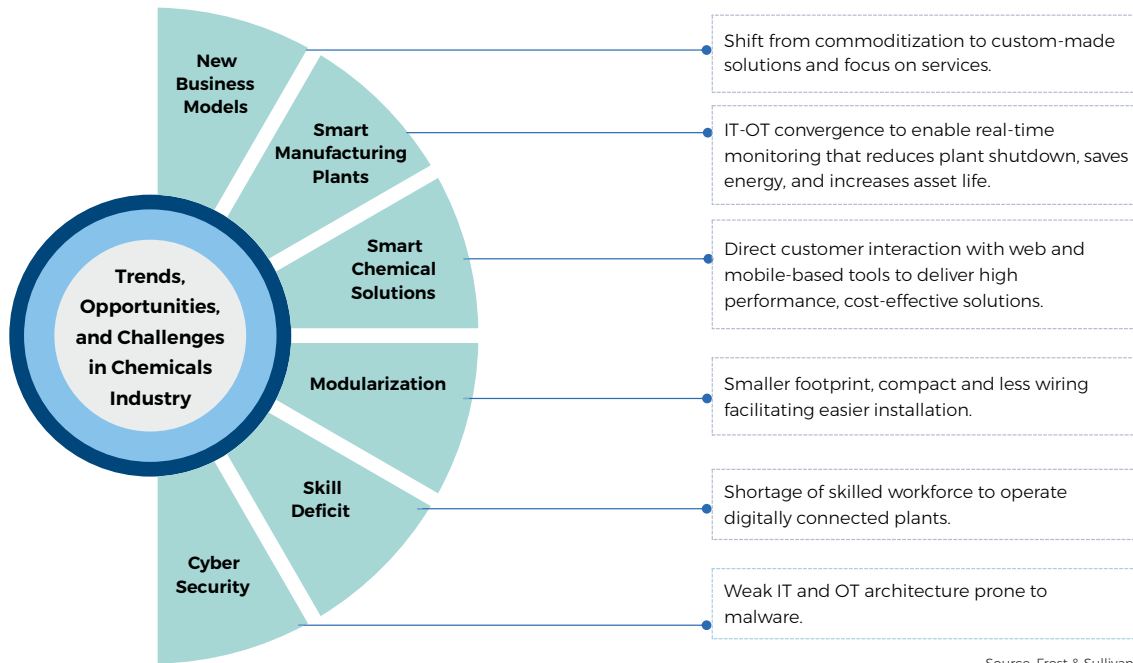 New
Business
Models
Shift from commoditization to custom-made
solutions and focus on services.
Smart
Manufacturing
Plants
IT-OT convergence to enable real-time
monitoring that reduces plant shutdown, saves
energy, and increases asset life.
Smart
Chemical
Solutions
Direct customer interaction with web and
mobile-based tools to deliver high
performance, cost-effective solutions.
Trends,
Opportunities,
and Challenges
in Chemicals
Industry
Modularization
Smaller footprint, compact and less wiring
facilitating easier installation.
Skill
Deficit
Shortage of skilled workforce to operate
digitally connected plants.
Cyber
Security
Weak IT and OT architecture prone to
malware.
Source: Frost & Sullivan